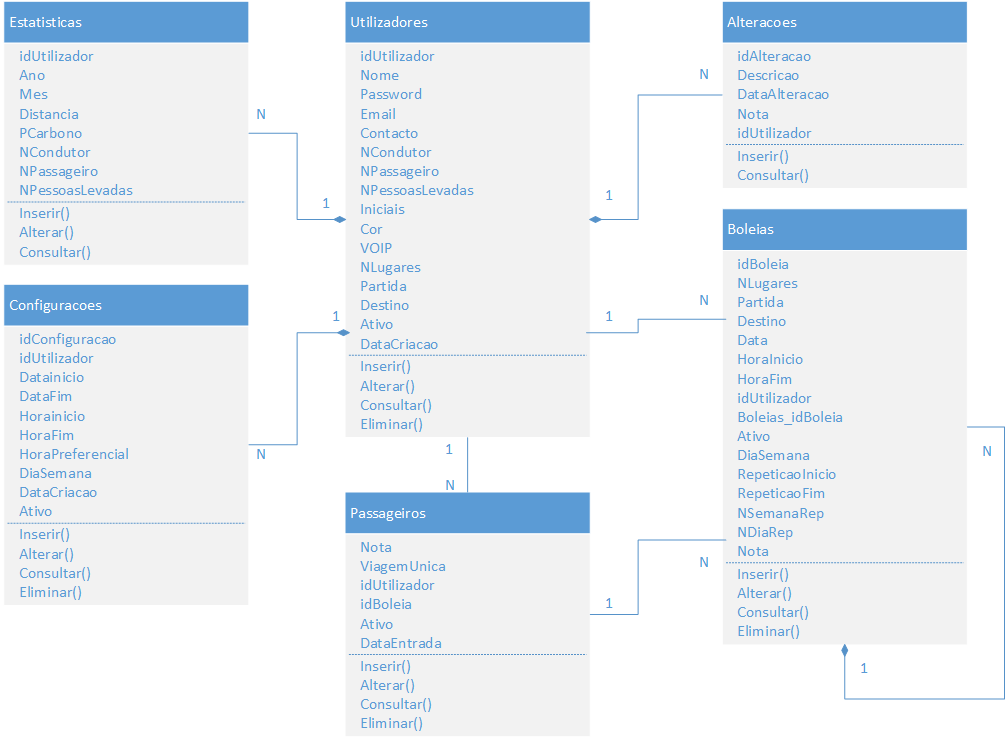 Estatisticas
idUtilizador
Ano
Mes
Distancia
PCarbono
NCondutor
NPassageiro
NPessoasLevadas
Inserir()
Alterar()
Consultar()
N
1
Configuracoes
idConfiguracao
idUtilizador
Datainicio
DataFim
Horainicio
HoraFim
HoraPreferencial
DiaSemana
DataCriacao
Ativo
Inserir()
Alterar()
Consultar()
Eliminar()
1
N
Utilizadores
idUtilizador
Nome
Password
Email
Contacto
NCondutor
NPassageiro
NPessoasLevadas
Iniciais
Cor
VOIP
NLugares
Partida
Destino
Ativo
DataCriacao
Inserir()
Alterar()
Consultar()
Eliminar()
1
N
Passageiros
Nota
ViagemUnica
idUtilizador
idBoleia
Ativo
DataEntrada
Inserir()
Alterar()
Consultar()
Eliminar()
N
1
N
1
N
1
Alteracoes
idAlteracao
Descricao
DataAlteracao
Nota
idUtilizador
Inserir()
Consultar()
Boleias
idBoleia
NLugares
Partida
Destino
Data
HoraInicio
HoraFim
idUtilizador
Boleias_idBoleia
Ativo
DiaSemana
RepeticaoInicio
RepeticaoFim
NSemanaRep
NDiaRep
Nota
Inserir()
Alterar()
Consultar()
Eliminar()
N
1